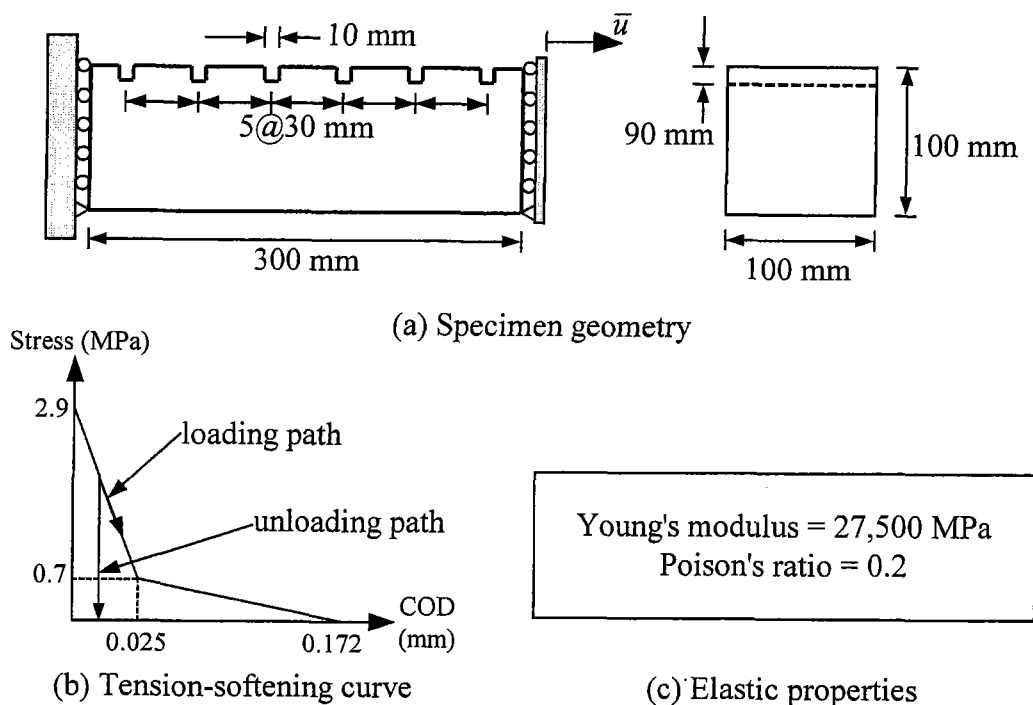 10 mm
u̅
5@30 mm
300 mm
90 mm
100 mm
100 mm
(a) Specimen geometry
Stress (MPa)
2.9
loading path
unloading path
0.7
COD
(mm)
0.025
0.172
(b) Tension-softening curve
Young's modulus = 27,500 MPa
Poison's ratio = 0.2
(c) Elastic properties